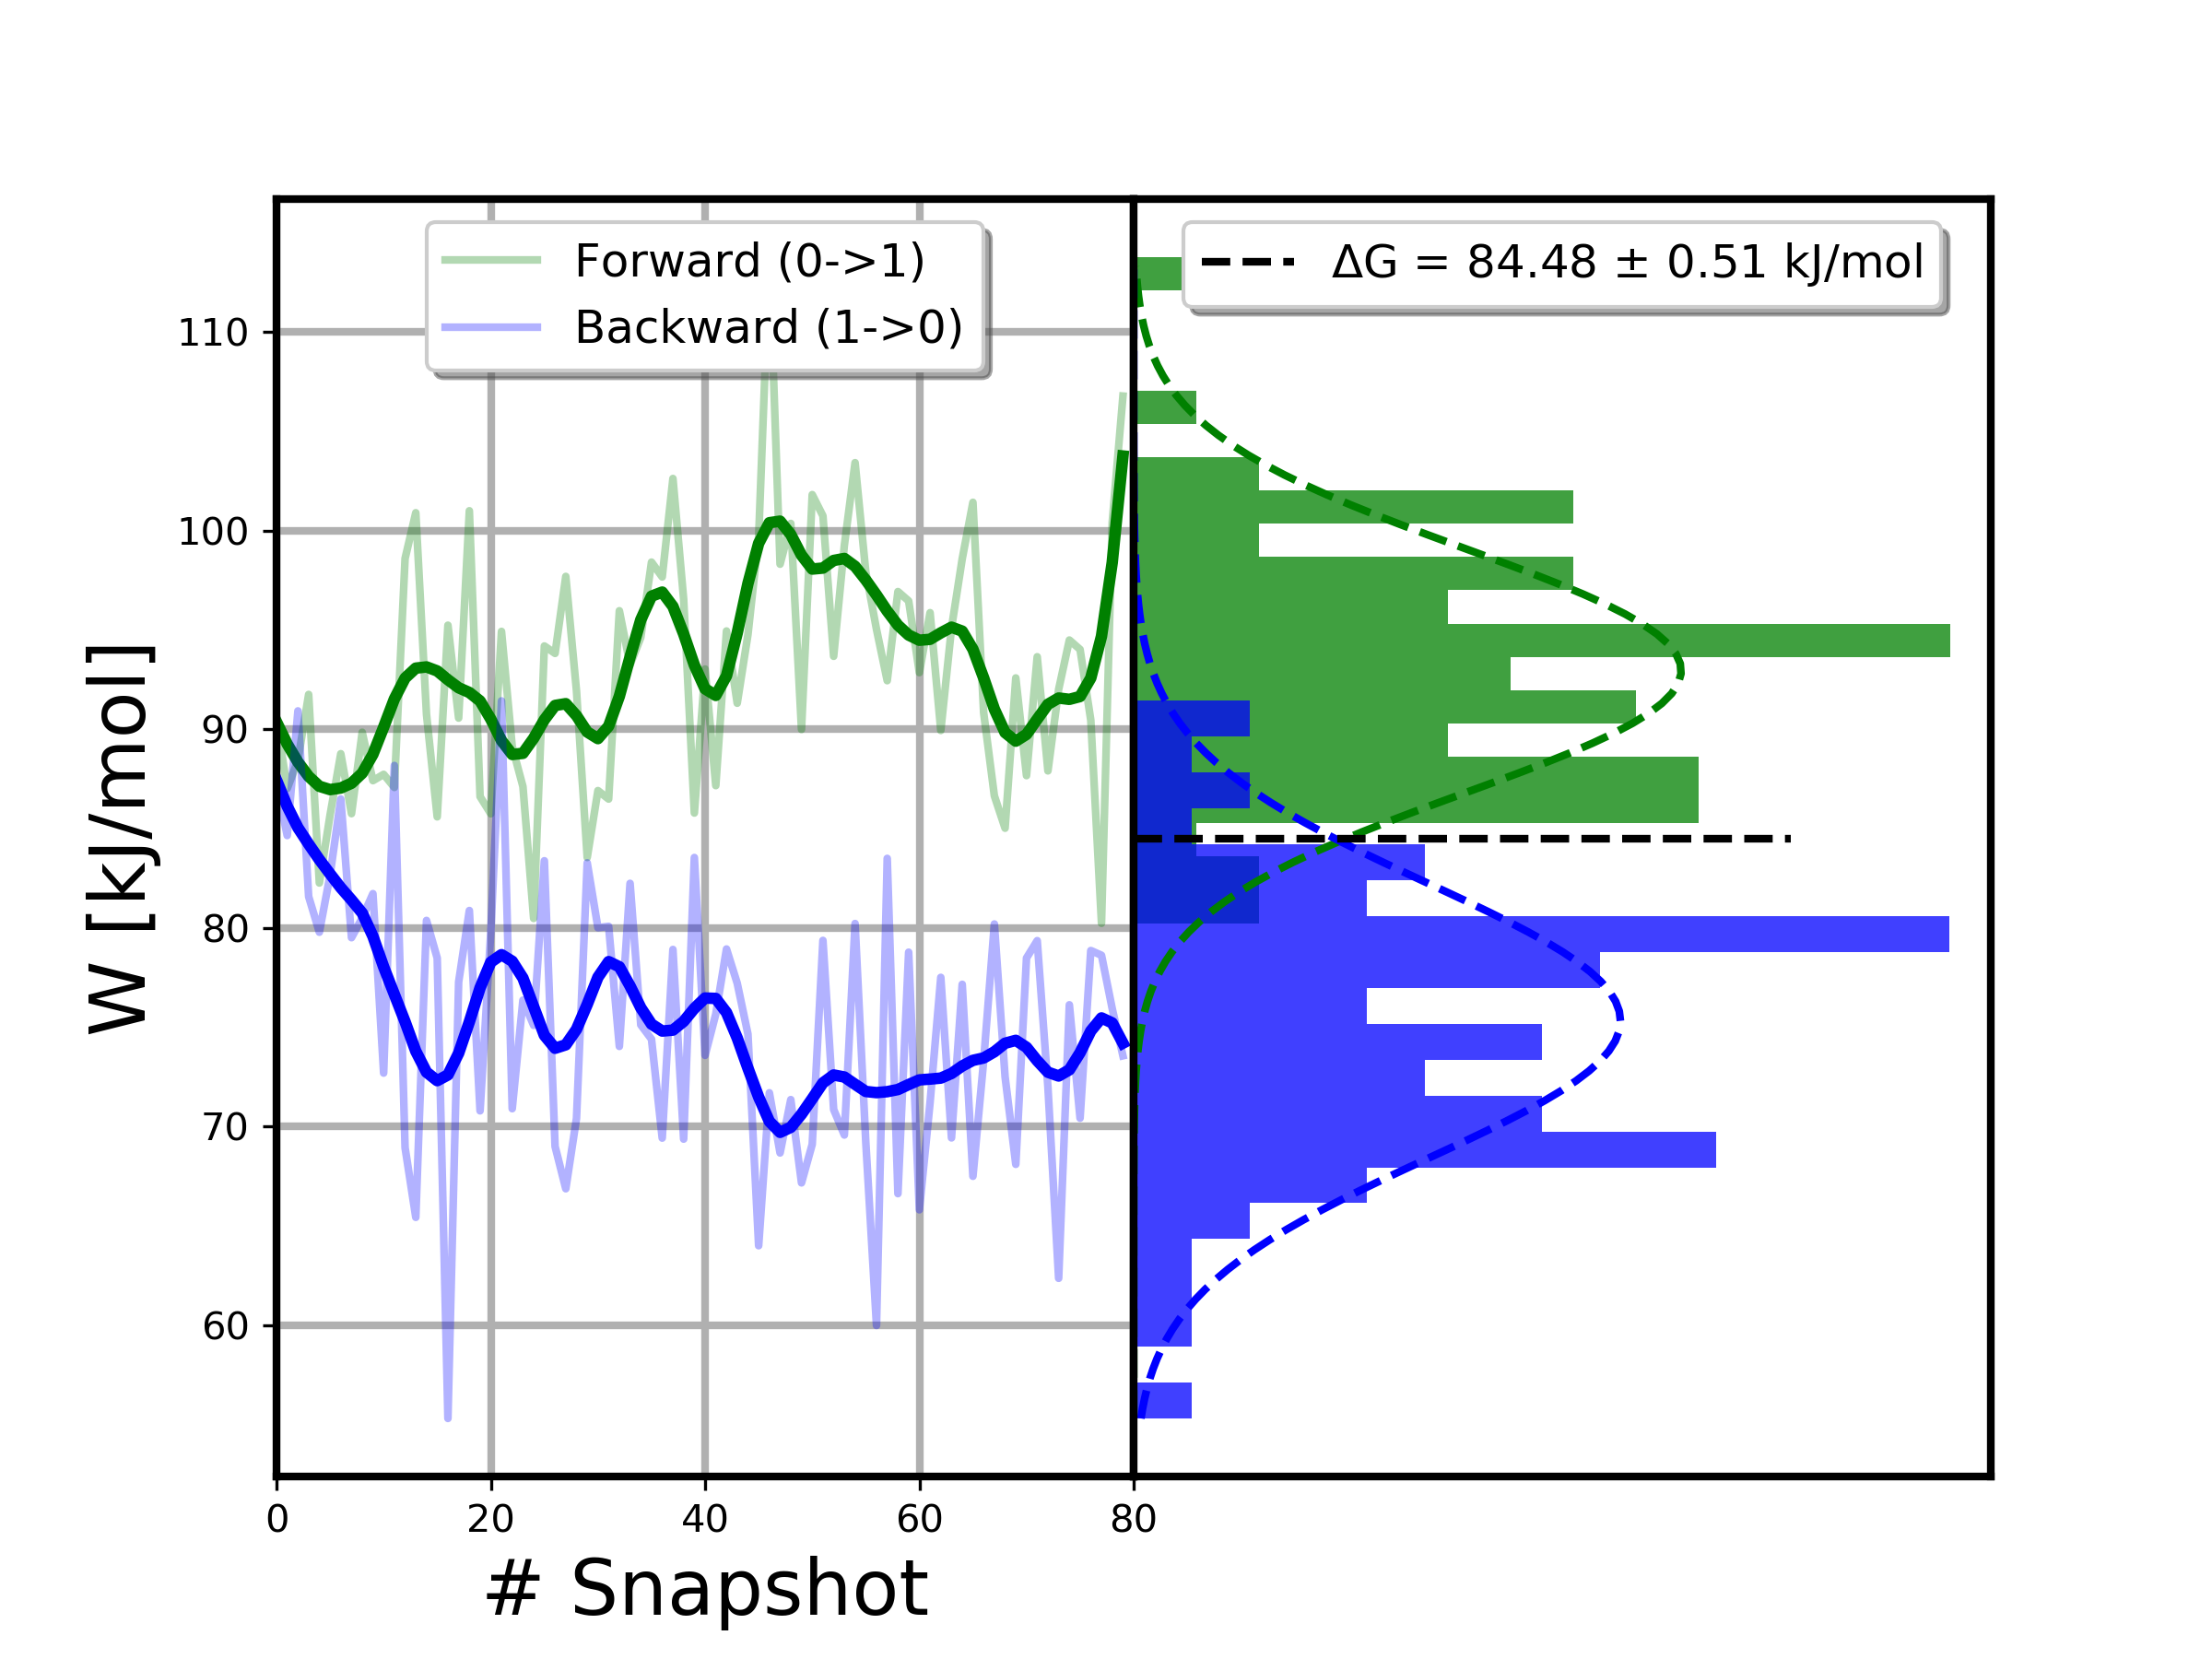 Forward (0->1)
Backward (1->0)
ΔG = 84.48 ± 0.51 kJ/mol
W [kJ/mol]
110
100
90
80
70
60
0
20
40
60
80
# Snapshot